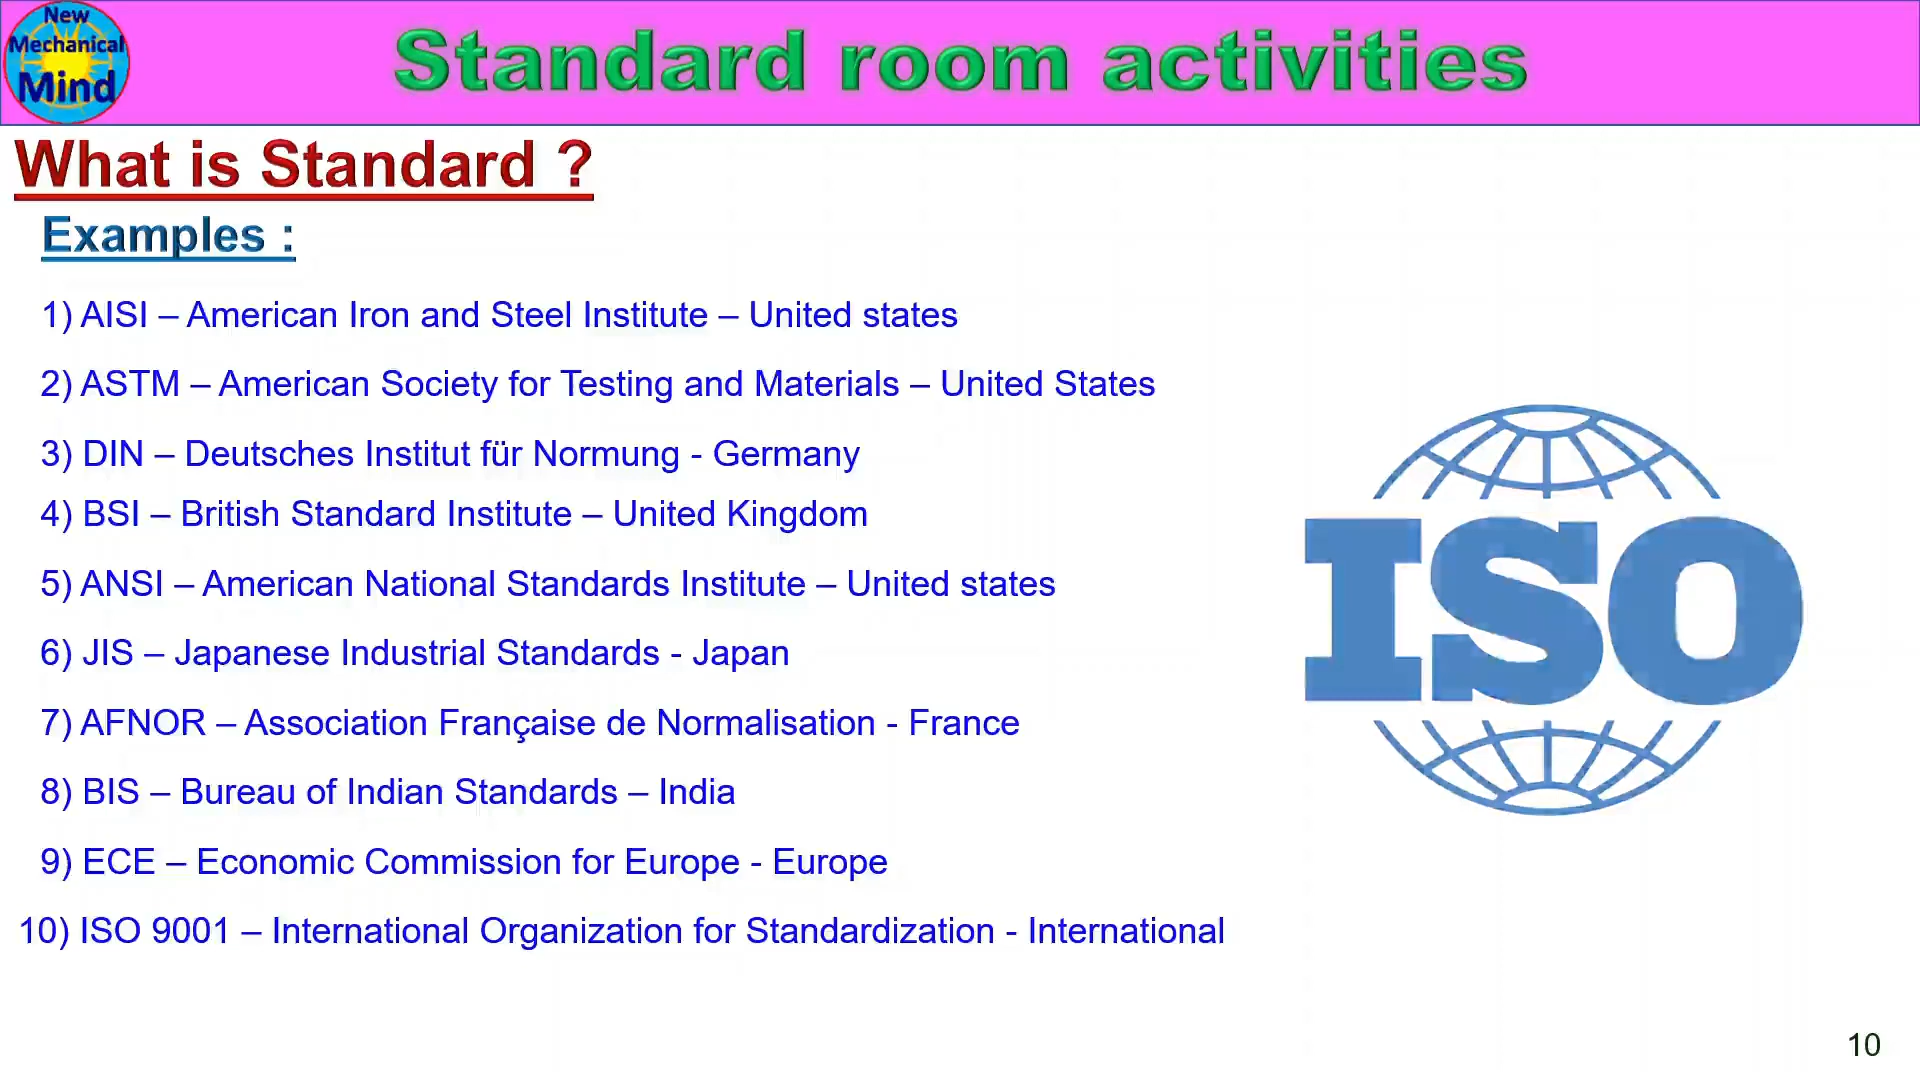 New
Mechanical
Mind
Standard room activities
What is Standard ?
Examples :
1) AISI – American Iron and Steel Institute – United states
2) ASTM – American Society for Testing and Materials – United States
3) DIN – Deutsches Institut für Normung - Germany
4) BSI – British Standard Institute – United Kingdom
5) ANSI – American National Standards Institute – United states
6) JIS – Japanese Industrial Standards - Japan
7) AFNOR – Association Française de Normalisation - France
8) BIS – Bureau of Indian Standards – India
9) ECE – Economic Commission for Europe - Europe
10) ISO 9001 – International Organization for Standardization - International
ISO
10